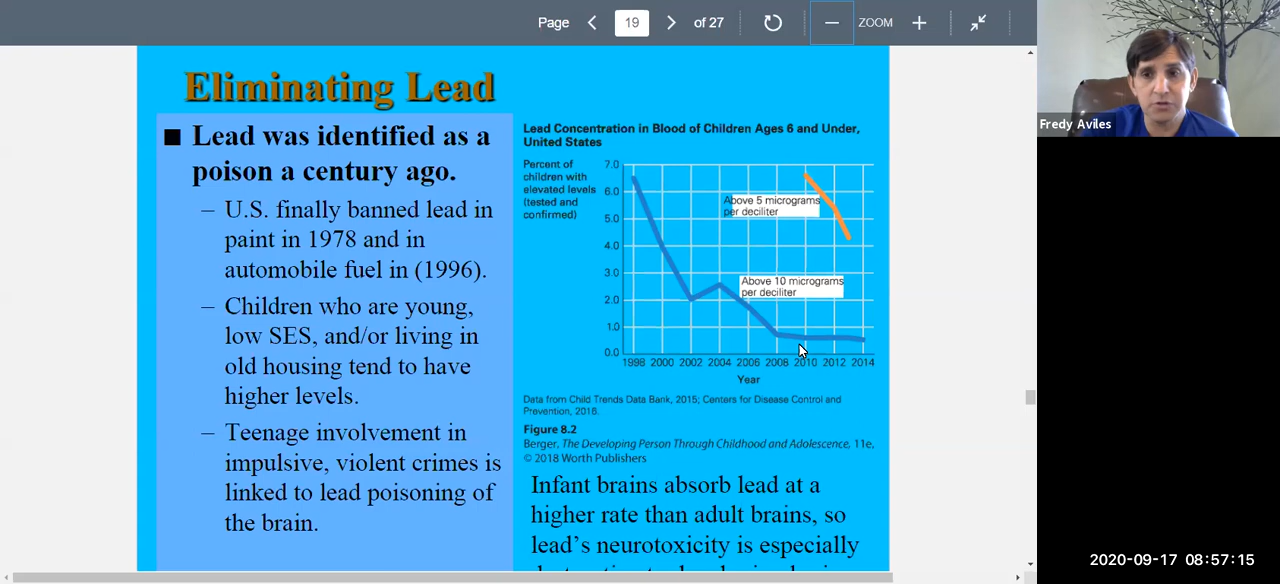 Page 19 of 27 ZOOM
Eliminating Lead
■ Lead was identified as a
poison a century ago.
– U.S. finally banned lead in
paint in 1978 and in
automobile fuel in (1996).
– Children who are young,
low SES, and/or living in
old housing tend to have
higher levels.
– Teenage involvement in
impulsive, violent crimes is
linked to lead poisoning of
the brain.
Lead Concentration in Blood of Children Ages 6 and Under,
United States
Percent of
children with
elevated levels
(tested and
confirmed)
7.0
6.0
5.0
4.0
3.0
2.0
1.0
0.0
Above 5 micrograms
per deciliter
Above 10 micrograms
per deciliter
1998 2000 2002 2004 2006 2008 2010 2012 2014
Year
Data from Child Trends Data Bank, 2015; Centers for Disease Control and
Prevention, 2016.
Figure 8.2
Berger, The Developing Person Through Childhood and Adolescence, 11e,
© 2018 Worth Publishers
Infant brains absorb lead at a
higher rate than adult brains, so
lead's neurotoxicity is especially
Fredy Aviles
2020-09-17 08:57:15